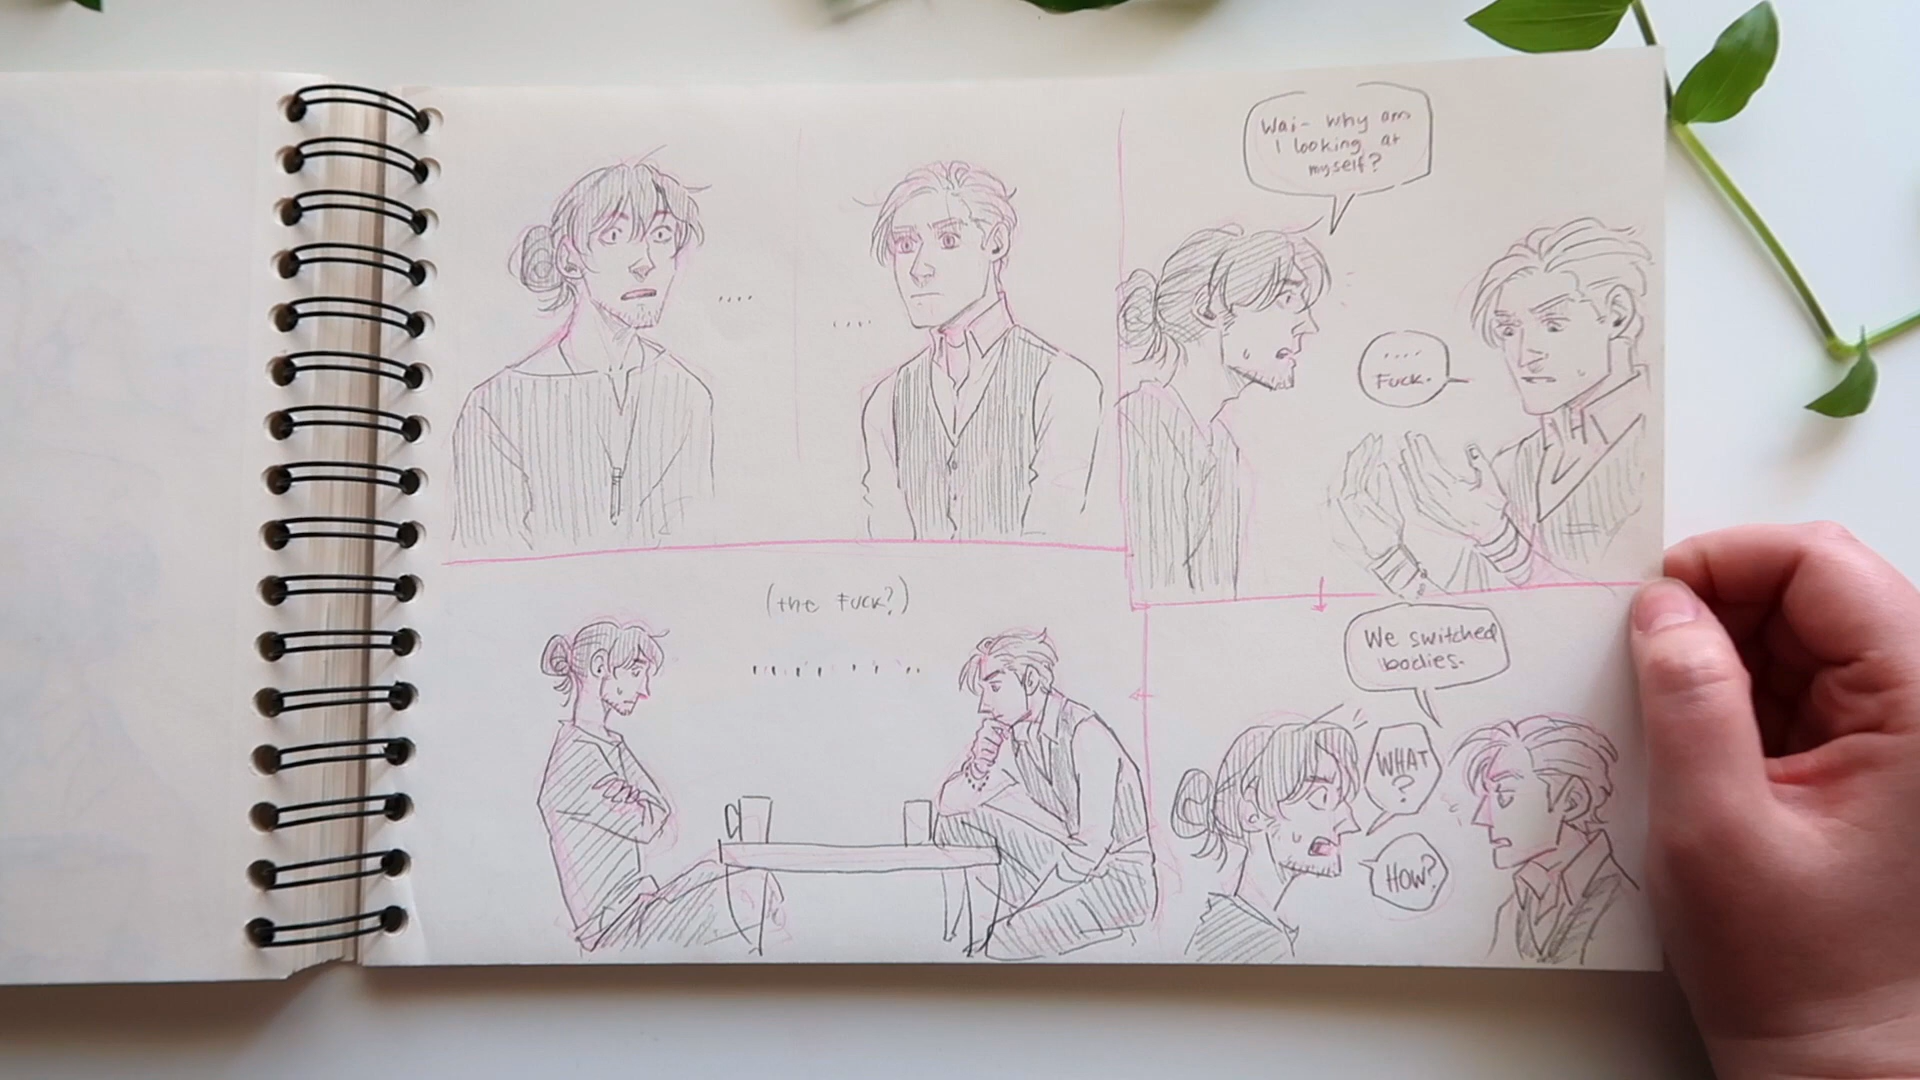 ....
....
Wai- why am
I looking at
myself?
....
Fuck.
We switched
bodies.
WHAT
?
HOW?
(the fuck?)
............